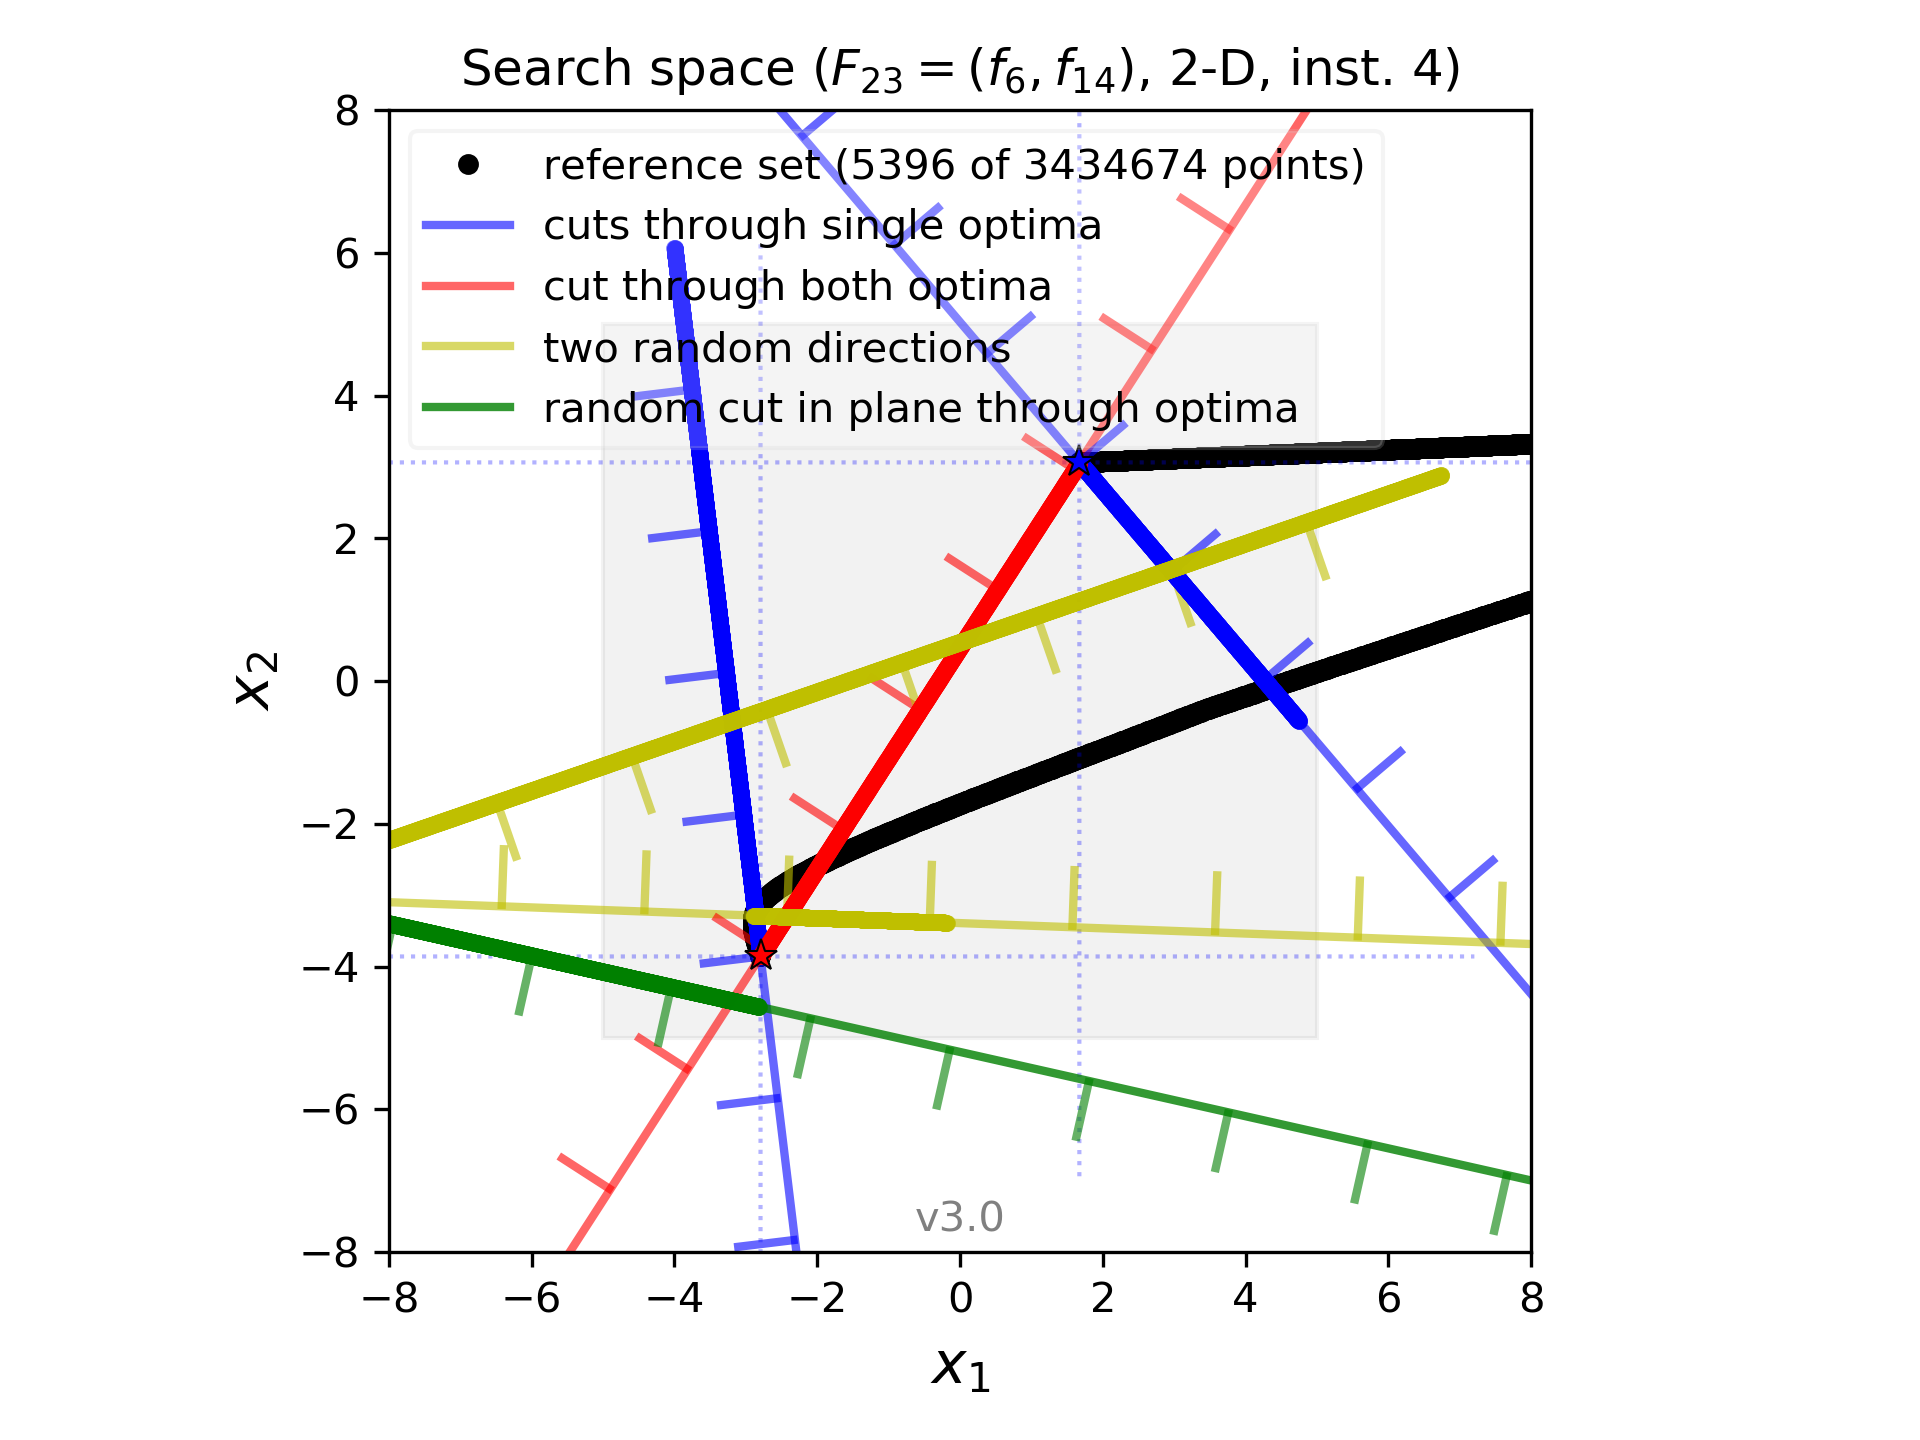 Search space (F₂₃ = (f₆, f₁₄), 2-D, inst. 4)
reference set (5396 of 3434674 points)
cuts through single optima
cut through both optima
two random directions
random cut in plane through optima
8
6
4
2
0
−2
−4
−6
−8
x₂
v3.0
−8 −6 −4 −2 0 2 4 6 8
x₁